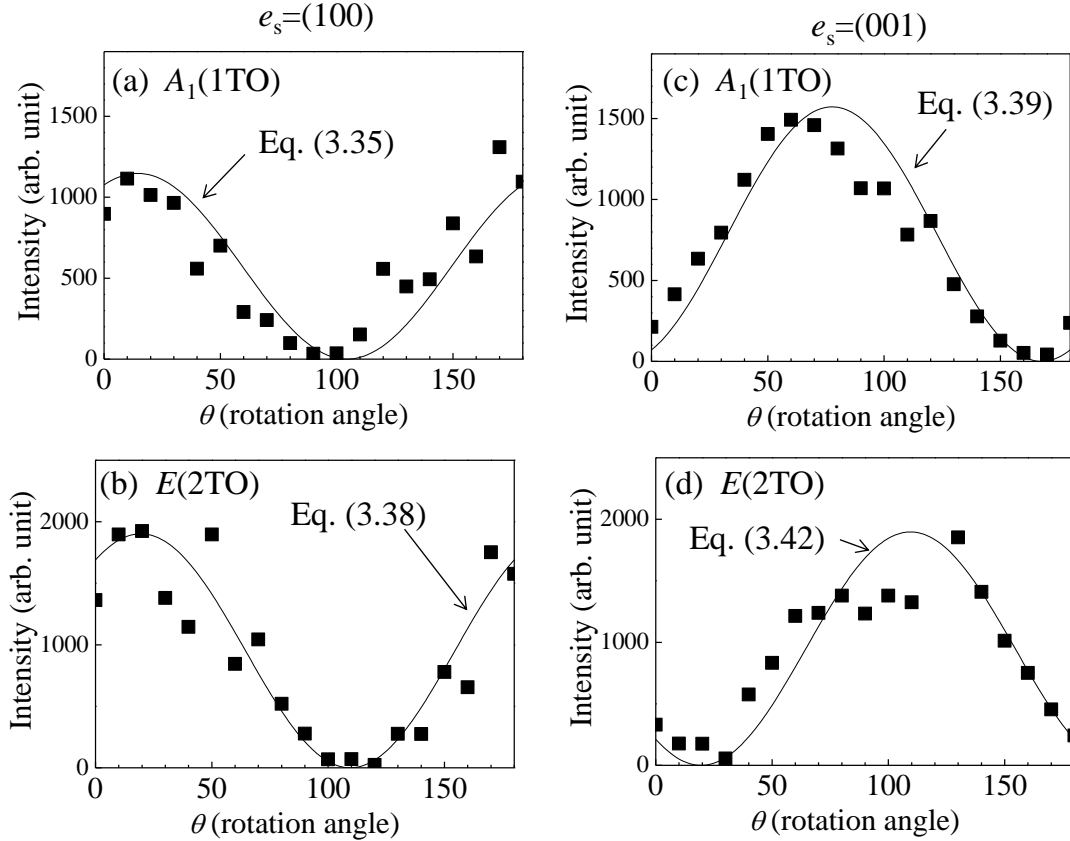 e_s=(100)
e_s=(001)
(a) A_1(1TO)
Eq. (3.35)
Intensity (arb. unit)
1500
1000
500
0
0 50 100 150
θ (rotation angle)
(c) A_1(1TO)
Eq. (3.39)
Intensity (arb. unit)
1500
1000
500
0
0 50 100 150
θ (rotation angle)
(b) E(2TO)
Eq. (3.38)
Intensity (arb. unit)
2000
1000
0
0 50 100 150
θ (rotation angle)
(d) E(2TO)
Eq. (3.42)
Intensity (arb. unit)
2000
1000
0
0 50 100 150
θ (rotation angle)